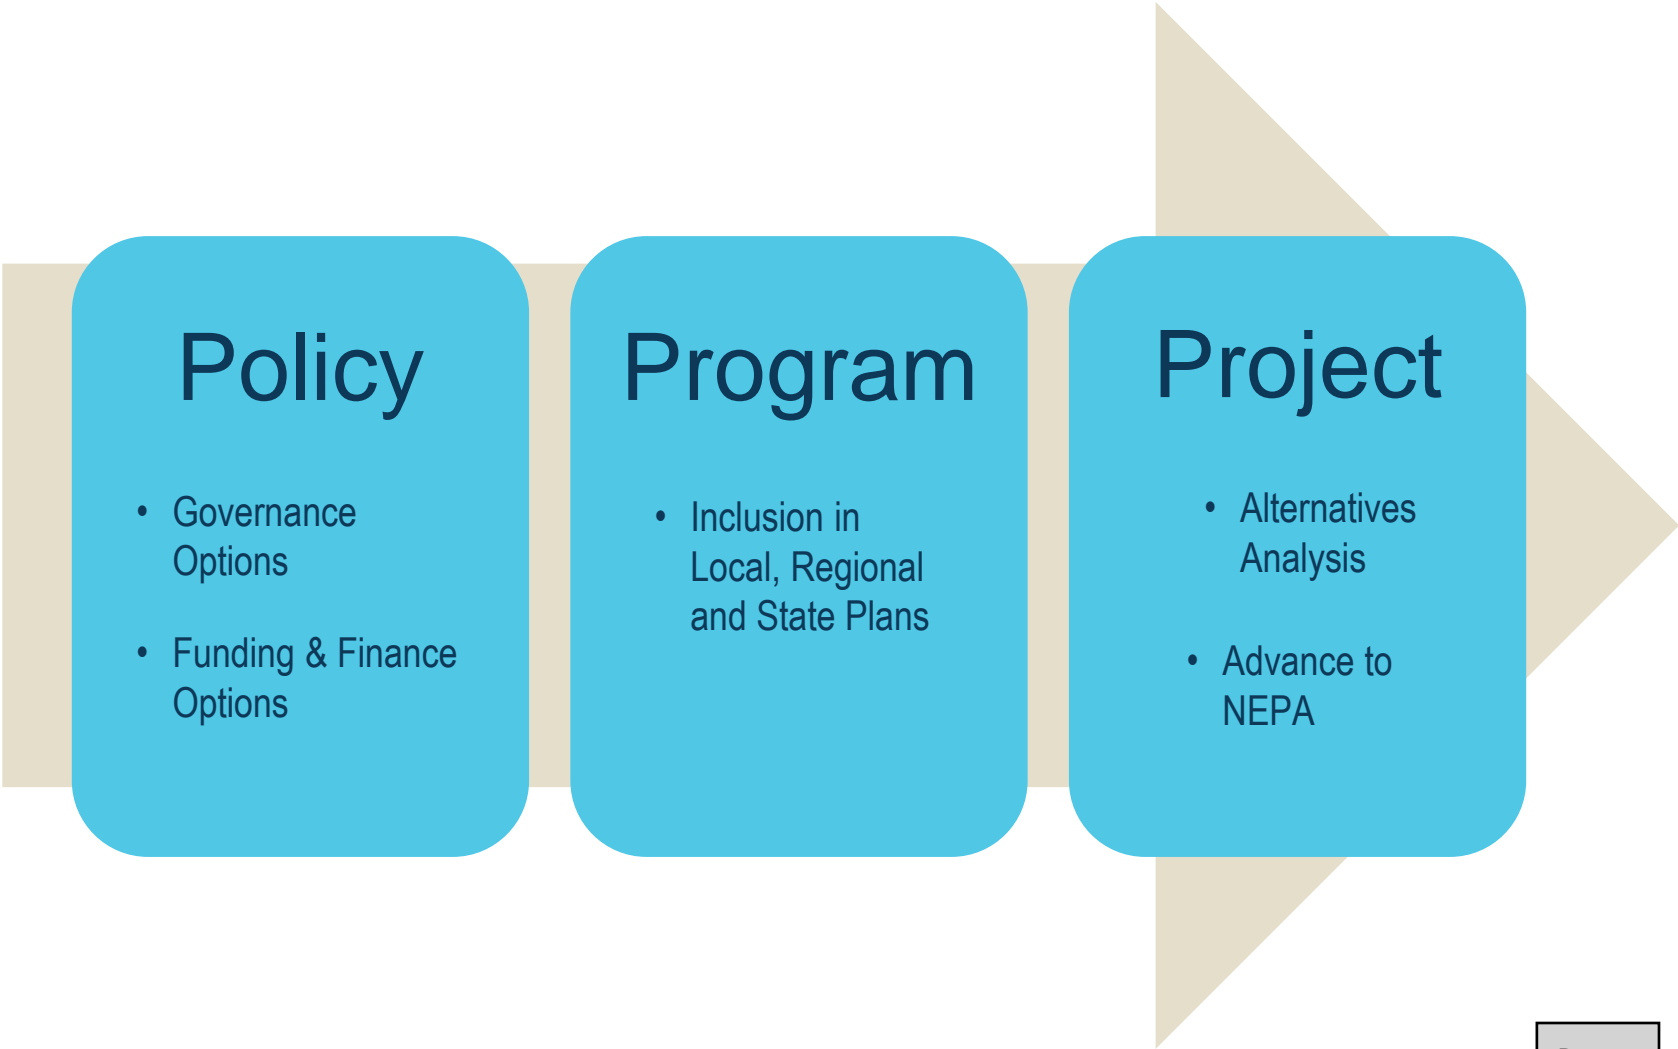 Policy
• Governance
Options
• Funding & Finance
Options
Program
• Inclusion in
Local, Regional
and State Plans
Project
• Alternatives
Analysis
• Advance to
NEPA